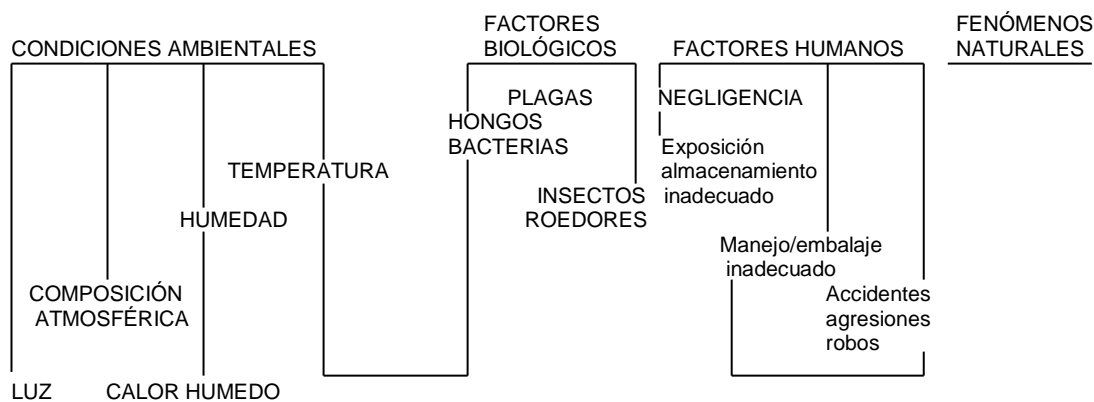 CONDICIONES AMBIENTALES
FACTORES
BIOLÓGICOS
FACTORES HUMANOS
FENÓMENOS
NATURALES
PLAGAS
NEGLIGENCIA
HONGOS
BACTERIAS
Exposición
almacenamiento
inadecuado
TEMPERATURA
INSECTOS
ROEDORES
HUMEDAD
Manejo/embalaje
inadecuado
COMPOSICIÓN
ATMOSFÉRICA
Accidentes
agresiones
robos
LUZ
CALOR HUMEDO